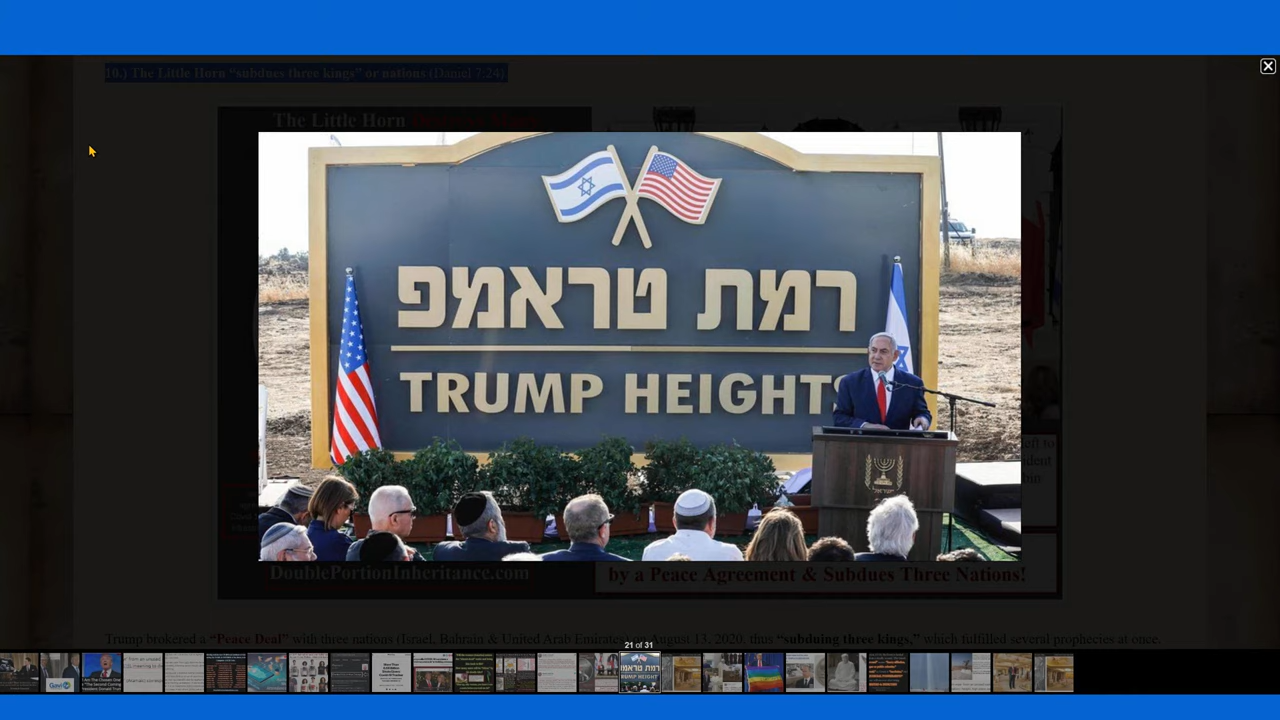 10.) The Little Horn “subdues three kings” or nations (Daniel 7:24)
The Little Horn
רמת טראמפ
TRUMP HEIGHTS
DoublePortionInheritance.com
by a Peace Agreement & Subdues Three Nations!
Trump brokered a “Peace Deal” with three nations (Israel, Bahrain & United Arab Emirates) on August 13, 2020, thus “subduing three kings,” which fulfilled several prophecies at once.
21 of 31